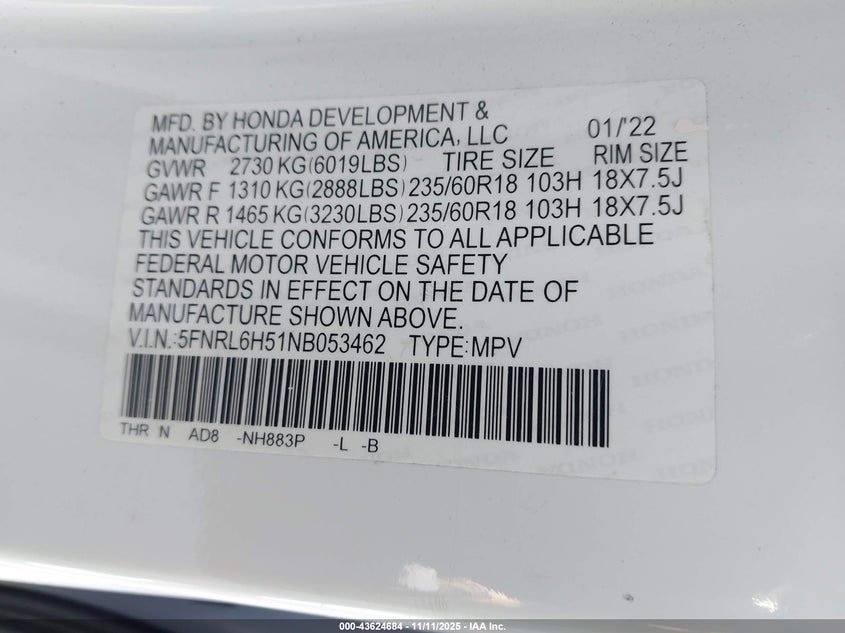 MFD. BY HONDA DEVELOPMENT &
MANUFACTURING OF AMERICA, LLC 01/'22
GVWR 2730 KG(6019LBS) TIRE SIZE RIM SIZE
GAWR F 1310 KG(2888LBS) 235/60R18 103H 18X7.5J
GAWR R 1465 KG(3230LBS) 235/60R18 103H 18X7.5J
THIS VEHICLE CONFORMS TO ALL APPLICABLE
FEDERAL MOTOR VEHICLE SAFETY
STANDARDS IN EFFECT ON THE DATE OF
MANUFACTURE SHOWN ABOVE.
V.I.N.:5FNRL6H51NB053462 TYPE:MPV
THR N AD8 -NH883P -L -B
000-43624684 - 11/11/2025 - IAA Inc.